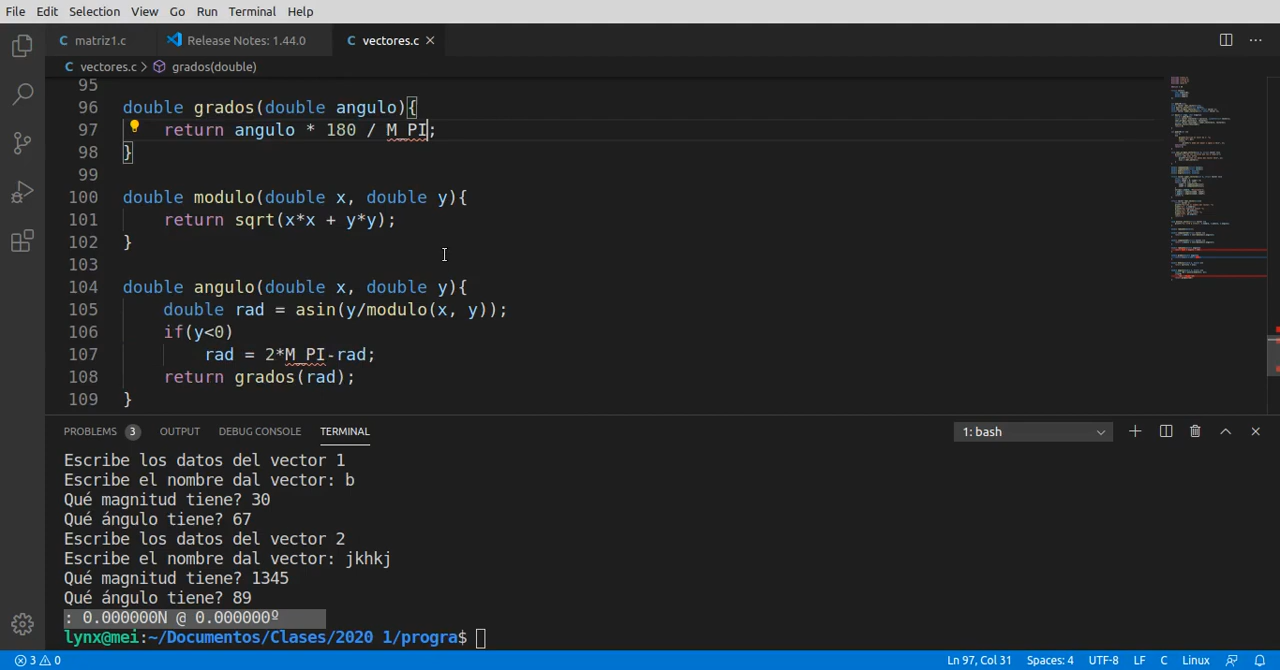 File Edit Selection View Go Run Terminal Help
matriz1.c Release Notes: 1.44.0 C vectores.c
C vectores.c grados(double)
95
96 double grados(double angulo){
97 return angulo * 180 / M_PI;
98 }
99
100 double modulo(double x, double y){
101 return sqrt(x*x + y*y);
102 }
103
104 double angulo(double x, double y){
105 double rad = asin(y/modulo(x, y));
106 if(y<0)
107 rad = 2*M_PI-rad;
108 return grados(rad);
109 }
PROBLEMS 3 OUTPUT DEBUG CONSOLE TERMINAL 1: bash
Escribe los datos del vector 1
Escribe el nombre dal vector: b
Qué magnitud tiene? 30
Qué ángulo tiene? 67
Escribe los datos del vector 2
Escribe el nombre dal vector: jkhkj
Qué magnitud tiene? 1345
Qué ángulo tiene? 89
: 0.000000N @ 0.000000º
lynx@mei:~/Documentos/Clases/2020 1/progra$
3 0 Ln 97, Col 31 Spaces: 4 UTF-8 LF C Linux